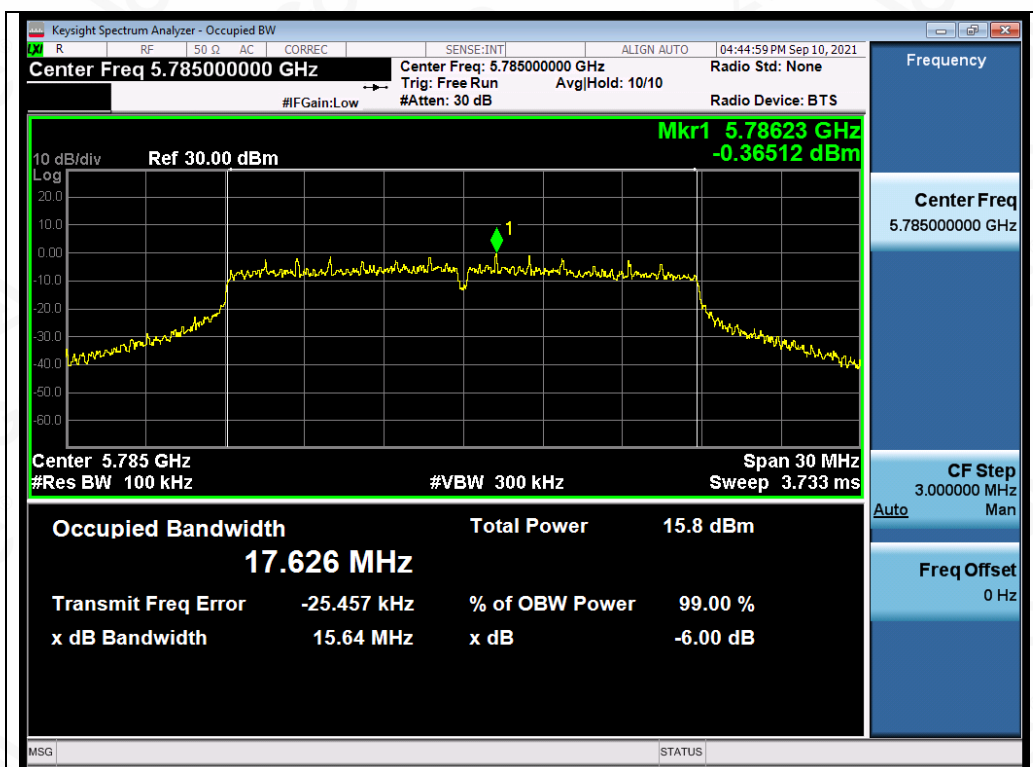 Keysight Spectrum Analyzer - Occupied BW
LXI R RF 50 Ω AC CORREC SENSE:INT ALIGN AUTO 04:44:59 PM Sep 10, 2021
Center Freq 5.785000000 GHz
Center Freq: 5.785000000 GHz
Radio Std: None
Trig: Free Run Avg|Hold: 10/10
#IFGain:Low
#Atten: 30 dB
Radio Device: BTS
Mkr1 5.78623 GHz
-0.36512 dBm
10 dB/div Ref 30.00 dBm
Log
20.0
10.0
0.00
-10.0
-20.0
-30.0
-40.0
-50.0
-60.0
1
Center 5.785 GHz Span 30 MHz
#Res BW 100 kHz #VBW 300 kHz Sweep 3.733 ms
Occupied Bandwidth Total Power 15.8 dBm
17.626 MHz
Transmit Freq Error -25.457 kHz % of OBW Power 99.00 %
x dB Bandwidth 15.64 MHz x dB -6.00 dB
Frequency
Center Freq
5.785000000 GHz
CF Step
3.000000 MHz
Auto Man
Freq Offset
0 Hz
MSG STATUS